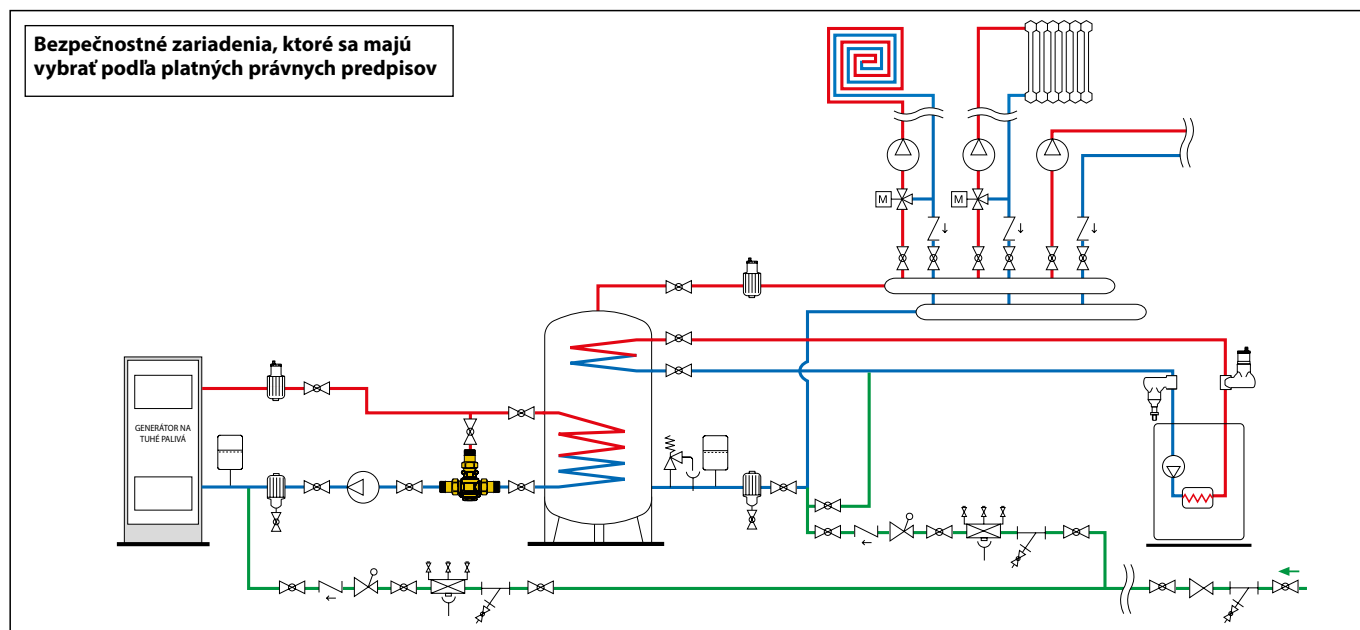 Bezpečnostné zariadenia, ktoré sa majú
vybrať podľa platných právnych predpisov
M
M
GENERÁTOR NA
TUHÉ PALIVÁ